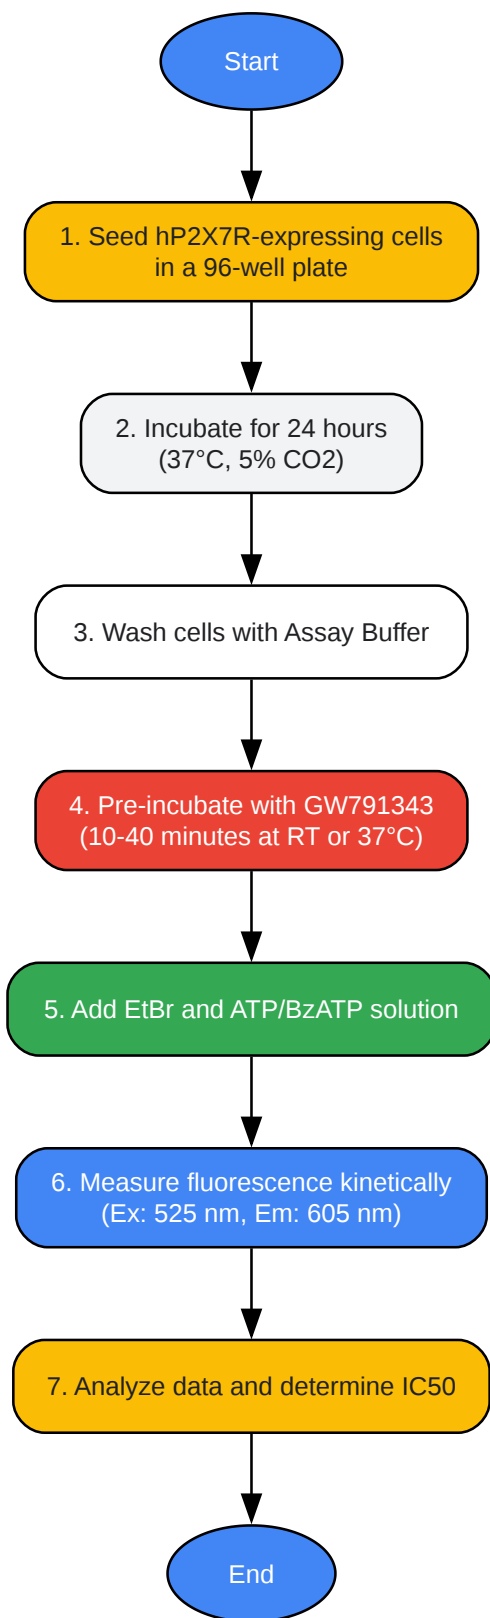 Start
1. Seed hP2X7R-expressing cells
in a 96-well plate
2. Incubate for 24 hours
(37°C, 5% CO2)
3. Wash cells with Assay Buffer
4. Pre-incubate with GW791343
(10-40 minutes at RT or 37°C)
5. Add EtBr and ATP/BzATP solution
6. Measure fluorescence kinetically
(Ex: 525 nm, Em: 605 nm)
7. Analyze data and determine IC50
End